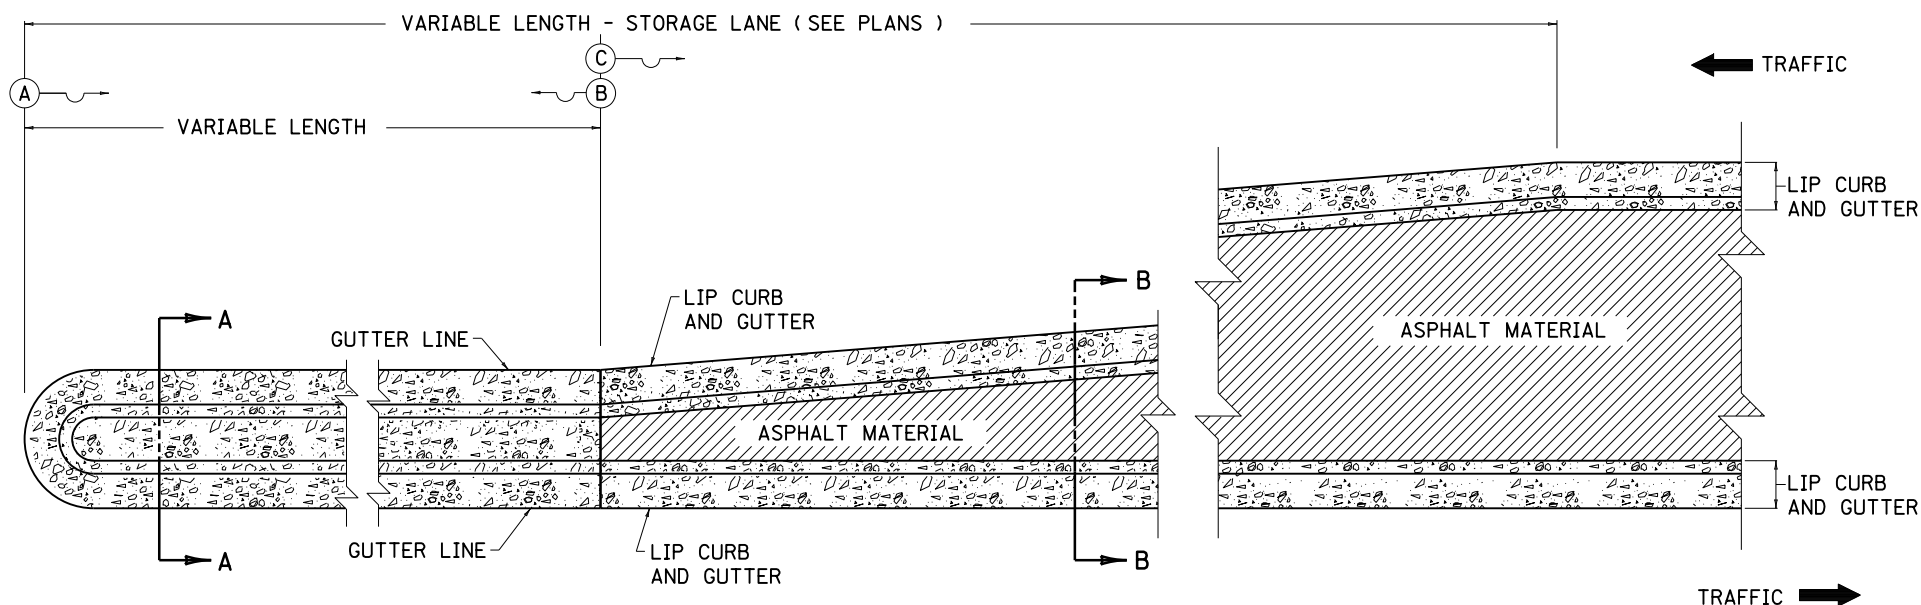 VARIABLE LENGTH - STORAGE LANE ( SEE PLANS )
C
TRAFFIC
A
B
VARIABLE LENGTH
LIP CURB
AND GUTTER
B
LIP CURB
AND GUTTER
A
GUTTER LINE
ASPHALT MATERIAL
ASPHALT MATERIAL
LIP CURB
AND GUTTER
GUTTER LINE
LIP CURB
AND GUTTER
A
B
TRAFFIC